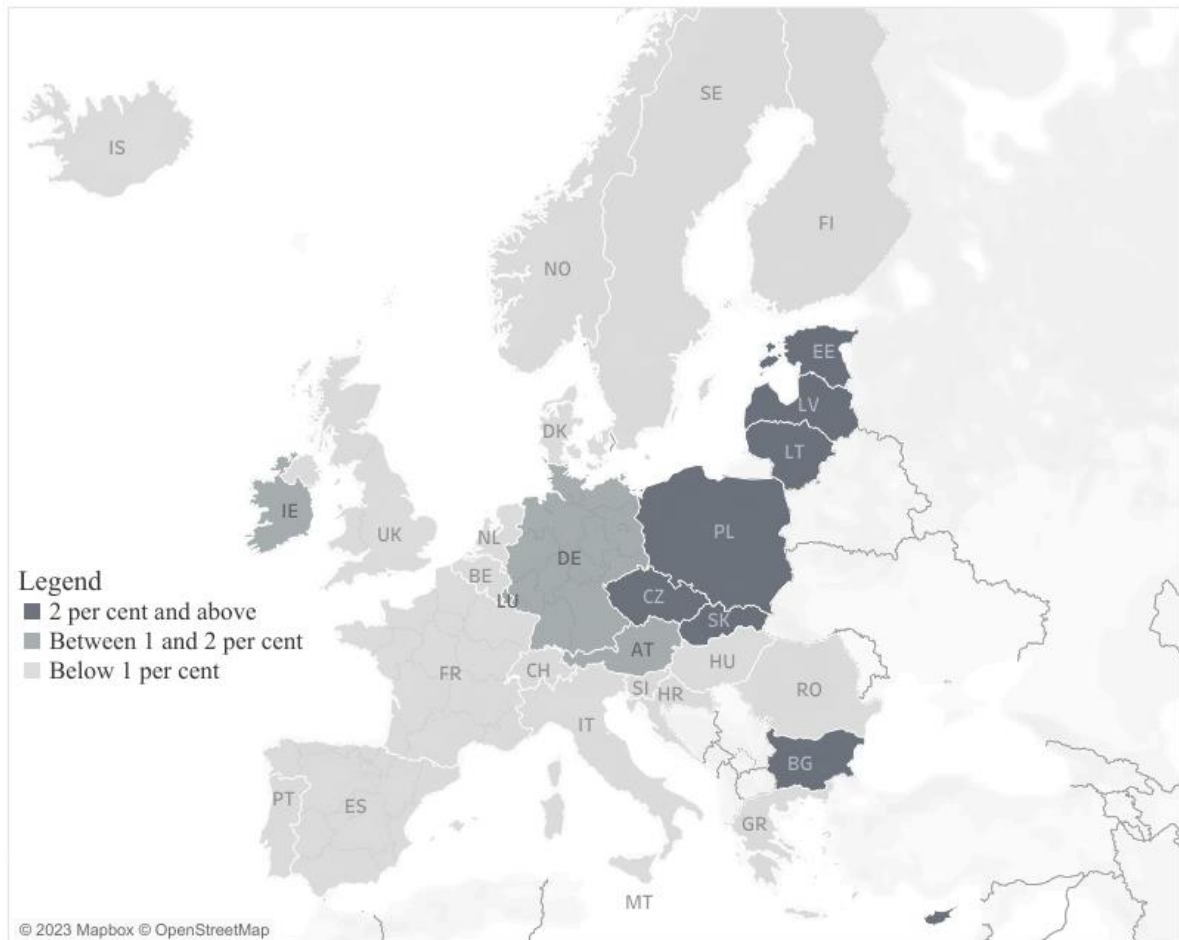 SE
IS
FI
NO
EE
LV
DK
LT
IE
PL
UK
NL
DE
BE
CZ
Legend
LU
2 per cent and above
SK
Between 1 and 2 per cent
AT
HU
Below 1 per cent
FR
CH
SI
HR
RO
IT
BG
PT
ES
GR
MT
© 2023 Mapbox © OpenStreetMap